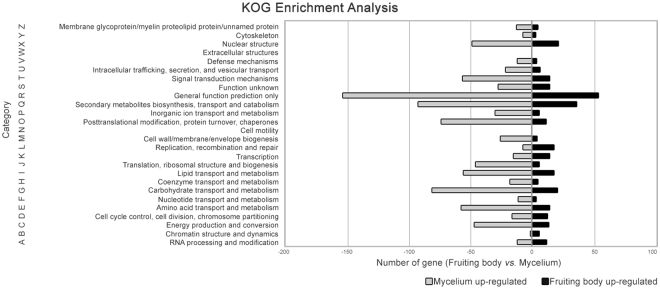 KOG Enrichment Analysis
Category
Z Membrane glycoprotein/myelin proteolipid protein/unnamed protein
Y Cytoskeleton
X Nuclear structure
W Extracellular structures
V Defense mechanisms
U Intracellular trafficking, secretion, and vesicular transport
T Signal transduction mechanisms
S Function unknown
R General function prediction only
Q Secondary metabolites biosynthesis, transport and catabolism
P Inorganic ion transport and metabolism
O Posttranslational modification, protein turnover, chaperones
N Cell motility
M Cell wall/membrane/envelope biogenesis
L Replication, recombination and repair
K Transcription
J Translation, ribosomal structure and biogenesis
I Lipid transport and metabolism
H Coenzyme transport and metabolism
G Carbohydrate transport and metabolism
F Nucleotide transport and metabolism
E Amino acid transport and metabolism
D Cell cycle control, cell division, chromosome partitioning
C Energy production and conversion
B Chromatin structure and dynamics
A RNA processing and modification
-200 -150 -100 -50 0 50 100
Number of gene (Fruiting body vs. Mycelium)
Mycelium up-regulated Fruiting body up-regulated